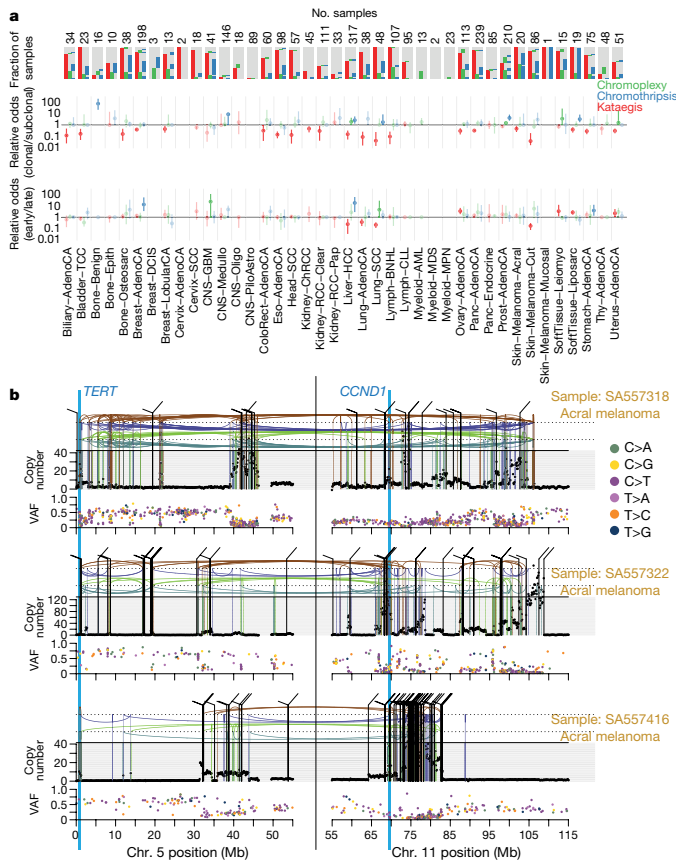 a
No. samples
34 23 16 10 38 198 3 13 2 18 41 146 18 89 60 98 57 45 111 33 317 38 48 107 95 13 2 23 113 239 85 210 20 86 1 15 19 75 48 51
Fraction of
samples
Chromoplexy
Chromothripsis
Kataegis
Relative odds
(clonal/subclonal)
100
10
1
0.1
0.01
Relative odds
(early/late)
100
10
1
0.1
0.01
Biliary–AdenoCA
Bladder–TCC
Bone–Benign
Bone–Epith
Bone–Osteosarc
Breast–AdenoCA
Breast–DCIS
Breast–LobularCA
Cervix–AdenoCA
Cervix–SCC
CNS–GBM
CNS–Medullo
CNS–Oligo
CNS–PiloAstro
ColoRect–AdenoCA
Eso–AdenoCA
Head–SCC
Kidney–ChRCC
Kidney–RCC–Clear
Kidney–RCC–Pap
Liver–HCC
Lung–AdenoCA
Lung–SCC
Lymph–BNHL
Lymph–CLL
Myeloid–AML
Myeloid–MDS
Myeloid–MPN
Ovary–AdenoCA
Panc–AdenoCA
Panc–Endocrine
Prost–AdenoCA
Skin–Melanoma–Acral
Skin–Melanoma–Cut
Skin–Melanoma–Mucosal
SoftTissue–Leiomyo
SoftTissue–Liposarc
Stomach–AdenoCA
Thy–AdenoCA
Uterus–AdenoCA
b
TERT
CCND1
Sample: SA557318
Acral melanoma
Copy
number
40
20
0
VAF
1.0
0.5
0
C>A
C>G
C>T
T>A
T>C
T>G
Sample: SA557322
Acral melanoma
Copy
number
120
80
40
0
VAF
1.0
0.5
0
Sample: SA557416
Acral melanoma
Copy
number
40
20
0
VAF
1.0
0.5
0
0 10 20 30 40 50 55 65 75 85 95 105 115
Chr. 5 position (Mb)
Chr. 11 position (Mb)